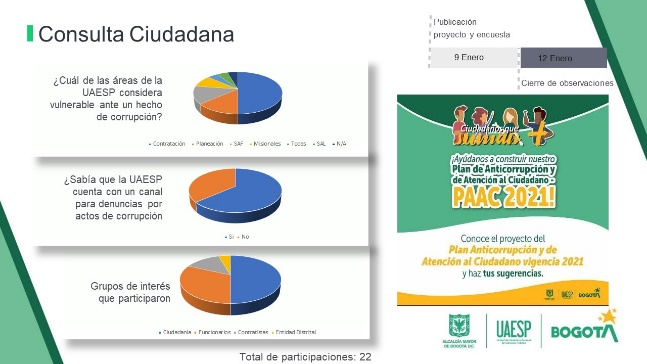 Consulta Ciudadana
Publicación
proyecto y encuesta
9 Enero
12 Enero
Cierre de observaciones
¿Cuál de las áreas de la
UAESP considera
vulnerable ante un hecho
de corrupción?
Contratación Planeación SAF Misionales Todas SAL N/A
¿Sabía que la UAESP
cuenta con un canal
para denuncias por
actos de corrupción
Si No
Grupos de interés
que participaron
Ciudadanía Funcionarios Contratistas Entidad Distrital
Total de participaciones: 22
Ciudadanos que
suman +
¡Ayúdanos a construir nuestro
Plan de Anticorrupción y
de Atención al Ciudadano -
PAAC 2021!
Conoce el proyecto del
Plan Anticorrupción y de
Atención al Ciudadano vigencia 2021
y haz tus sugerencias.
BOGOTÁ
ALCALDÍA MAYOR
DE BOGOTÁ D.C.
UAESP
BOGOTÁ